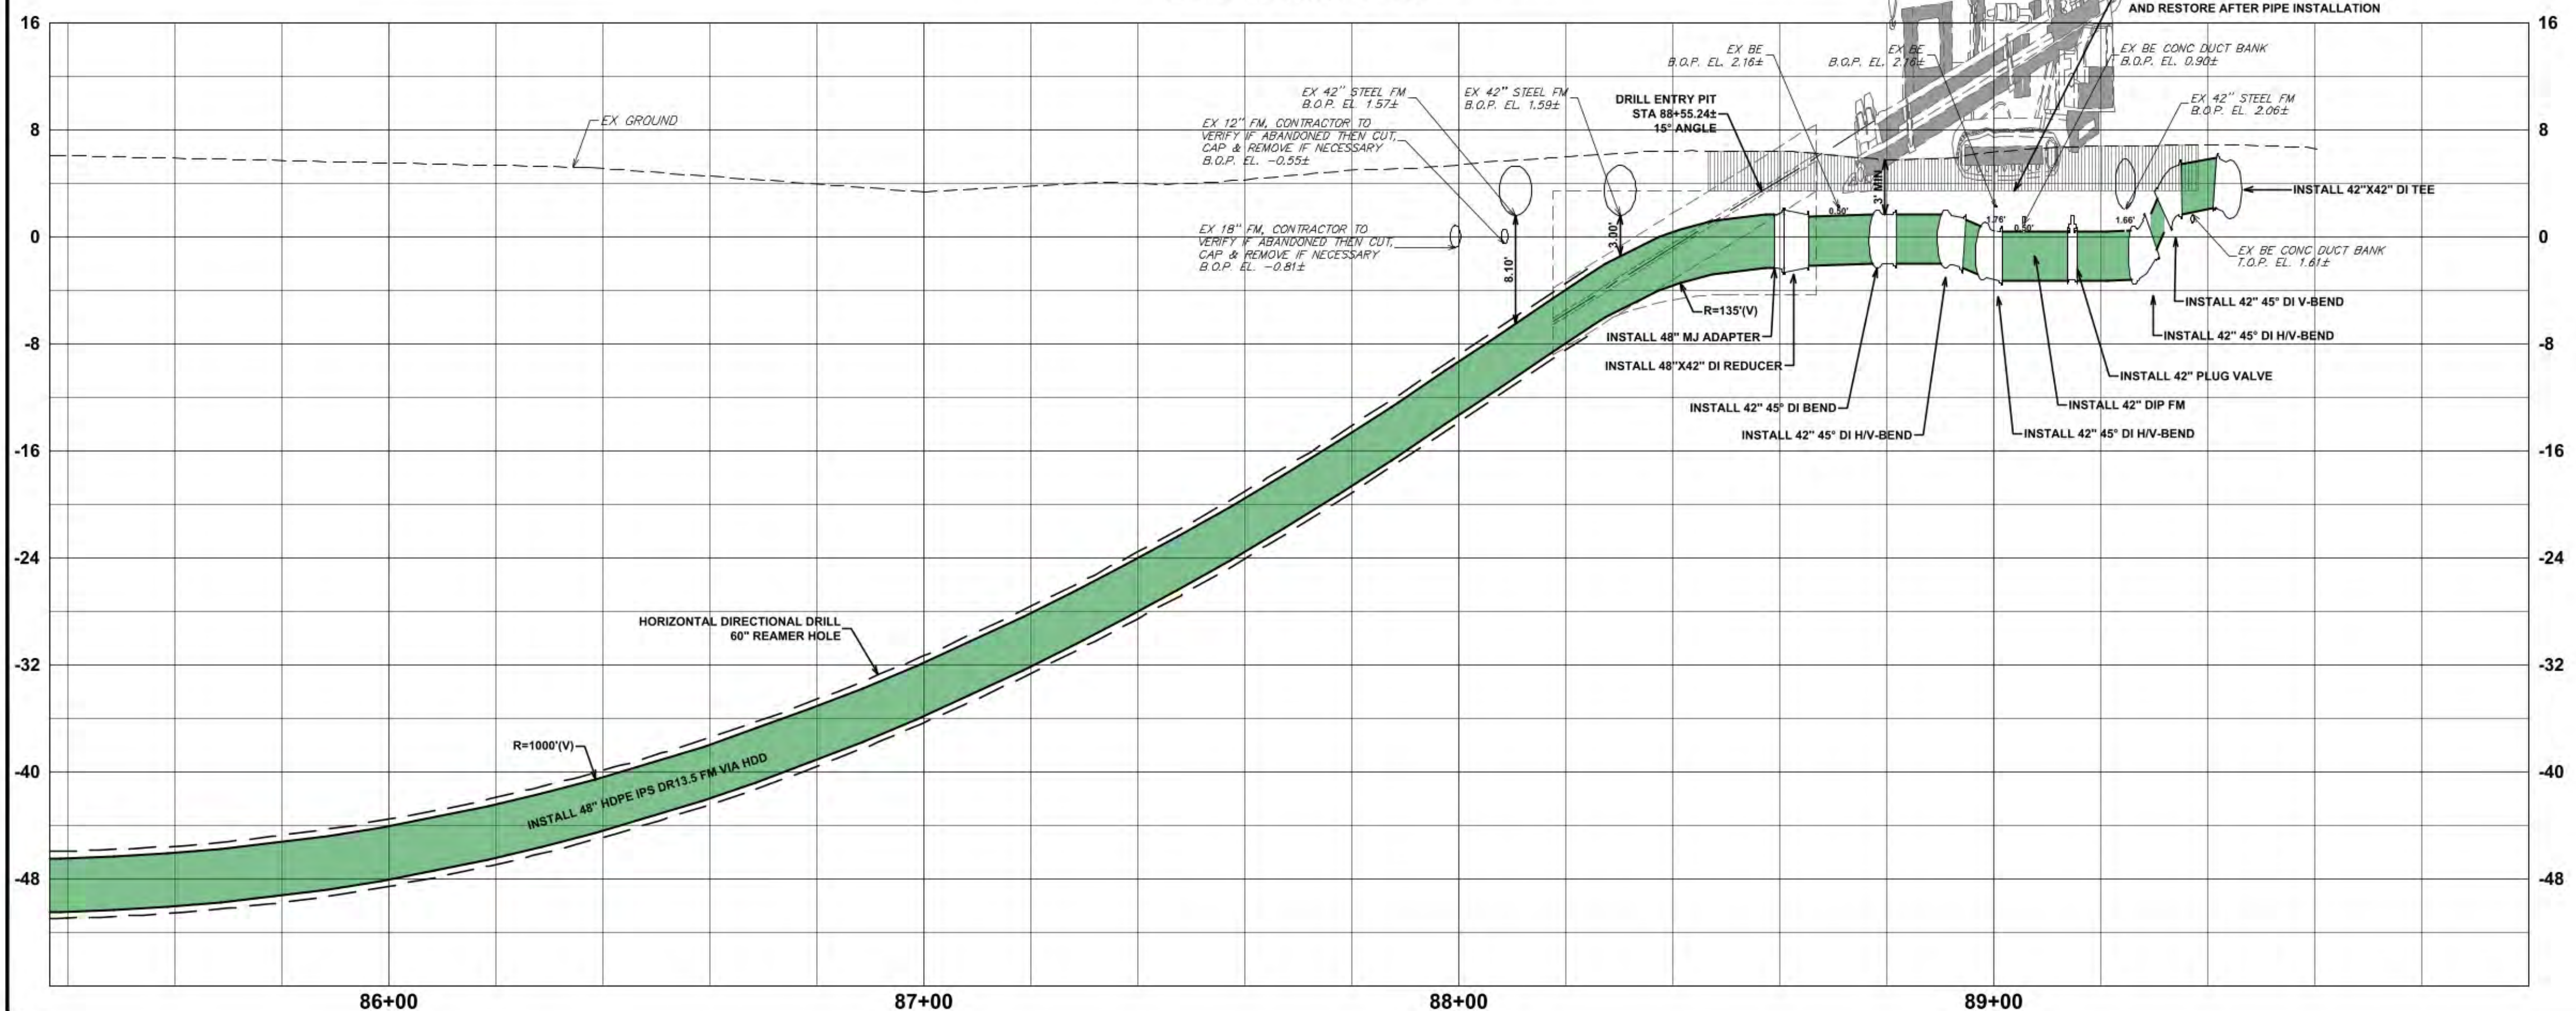 AND RESTORE AFTER PIPE INSTALLATION
16
16
EX BE
B.O.P. EL. 2.16±
EX BE
B.O.P. EL. 2.16±
EX BE CONC DUCT BANK
B.O.P. EL. 0.90±
EX 42" STEEL FM
B.O.P. EL. 1.57±
EX 42" STEEL FM
B.O.P. EL. 1.59±
DRILL ENTRY PIT
STA 88+55.24±
15° ANGLE
EX 42" STEEL FM
B.O.P. EL. 2.06±
EX GROUND
EX 12" FM, CONTRACTOR TO
VERIFY IF ABANDONED THEN CUT,
CAP & REMOVE IF NECESSARY
B.O.P. EL. -0.55±
8
8
3' MIN
INSTALL 42"X42" DI TEE
0.50'
1.76'
0.50'
1.66'
EX 18" FM, CONTRACTOR TO
VERIFY IF ABANDONED THEN CUT,
CAP & REMOVE IF NECESSARY
B.O.P. EL. -0.81±
0
0
3.00'
8.10'
EX BE CONC DUCT BANK
T.O.P. EL. 1.61±
R=135'(V)
INSTALL 42" 45° DI V-BEND
INSTALL 48" MJ ADAPTER
INSTALL 42" 45° DI H/V-BEND
-8
-8
INSTALL 48"X42" DI REDUCER
INSTALL 42" PLUG VALVE
INSTALL 42" 45° DI BEND
INSTALL 42" DIP FM
INSTALL 42" 45° DI H/V-BEND
INSTALL 42" 45° DI H/V-BEND
-16
-16
-24
-24
HORIZONTAL DIRECTIONAL DRILL
60" REAMER HOLE
-32
-32
R=1000'(V)
INSTALL 48" HDPE IPS DR13.5 FM VIA HDD
-40
-40
-48
-48
86+00
87+00
88+00
89+00